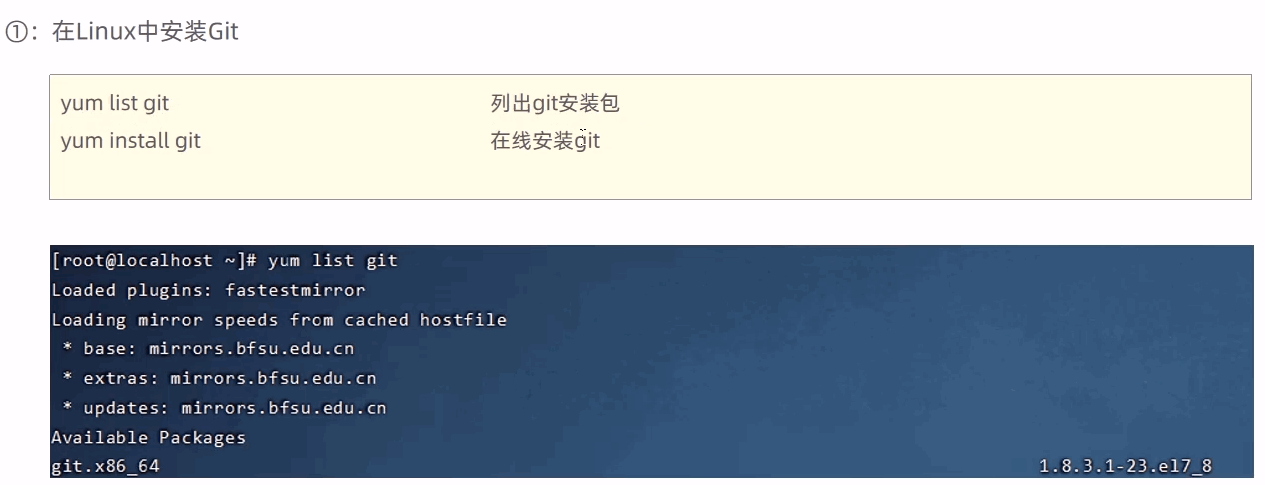 ①：在Linux中安装Git
yum list git 列出git安装包
yum install git 在线安装git
[root@localhost ~]# yum list git
Loaded plugins: fastestmirror
Loading mirror speeds from cached hostfile
 * base: mirrors.bfsu.edu.cn
 * extras: mirrors.bfsu.edu.cn
 * updates: mirrors.bfsu.edu.cn
Available Packages
git.x86_64 1.8.3.1-23.el7_8